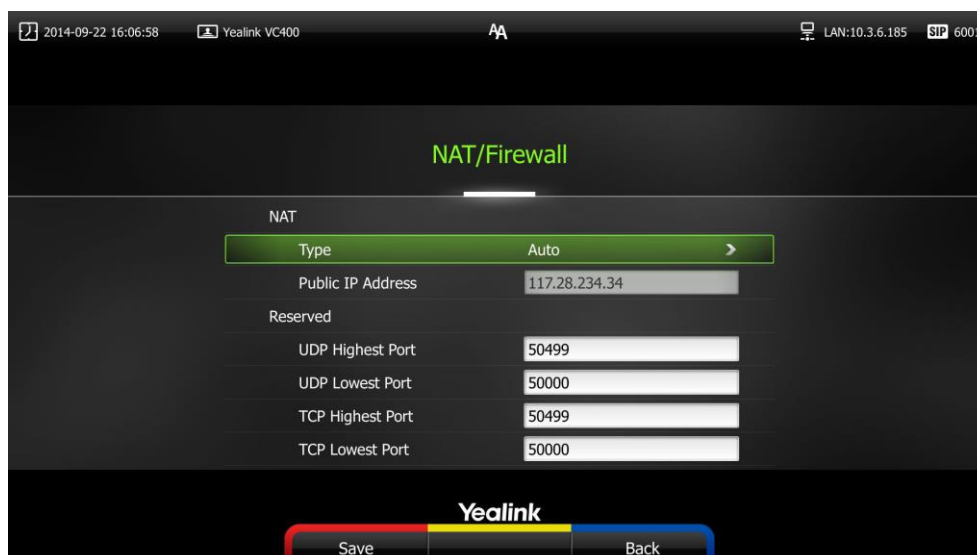 2014-09-22 16:06:58 Yealink VC400 AA LAN:10.3.6.185 SIP 6001
NAT/Firewall
NAT
Type Auto
Public IP Address 117.28.234.34
Reserved
UDP Highest Port 50499
UDP Lowest Port 50000
TCP Highest Port 50499
TCP Lowest Port 50000
Yealink
Save Back